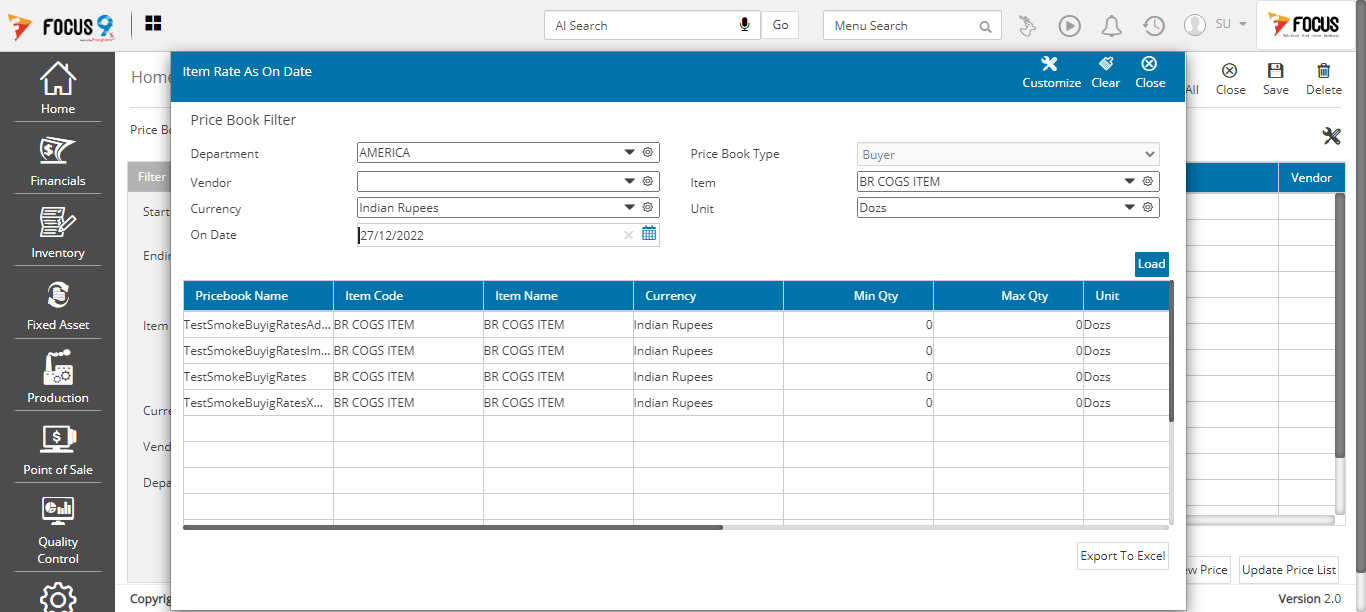 FOCUS 9
AI Search
Go
Menu Search
SU
FOCUS
Home
Financials
Inventory
Fixed Asset
Production
Point of Sale
Quality
Control
Home
Price Bo
Filter
Starti
Endin
Item
Curre
Vend
Depa
Copyrig
Item Rate As On Date
Customize Clear Close
Price Book Filter
Department AMERICA Price Book Type Buyer
Vendor Item BR COGS ITEM
Currency Indian Rupees Unit Dozs
On Date 27/12/2022
Load
Pricebook Name Item Code Item Name Currency Min Qty Max Qty Unit
TestSmokeBuyigRatesAd... BR COGS ITEM BR COGS ITEM Indian Rupees 0 0 Dozs
TestSmokeBuyigRatesIm... BR COGS ITEM BR COGS ITEM Indian Rupees 0 0 Dozs
TestSmokeBuyigRates BR COGS ITEM BR COGS ITEM Indian Rupees 0 0 Dozs
TestSmokeBuyigRatesX... BR COGS ITEM BR COGS ITEM Indian Rupees 0 0 Dozs
Export To Excel
All Close Save Delete
Vendor
ew Price Update Price List
Version 2.0